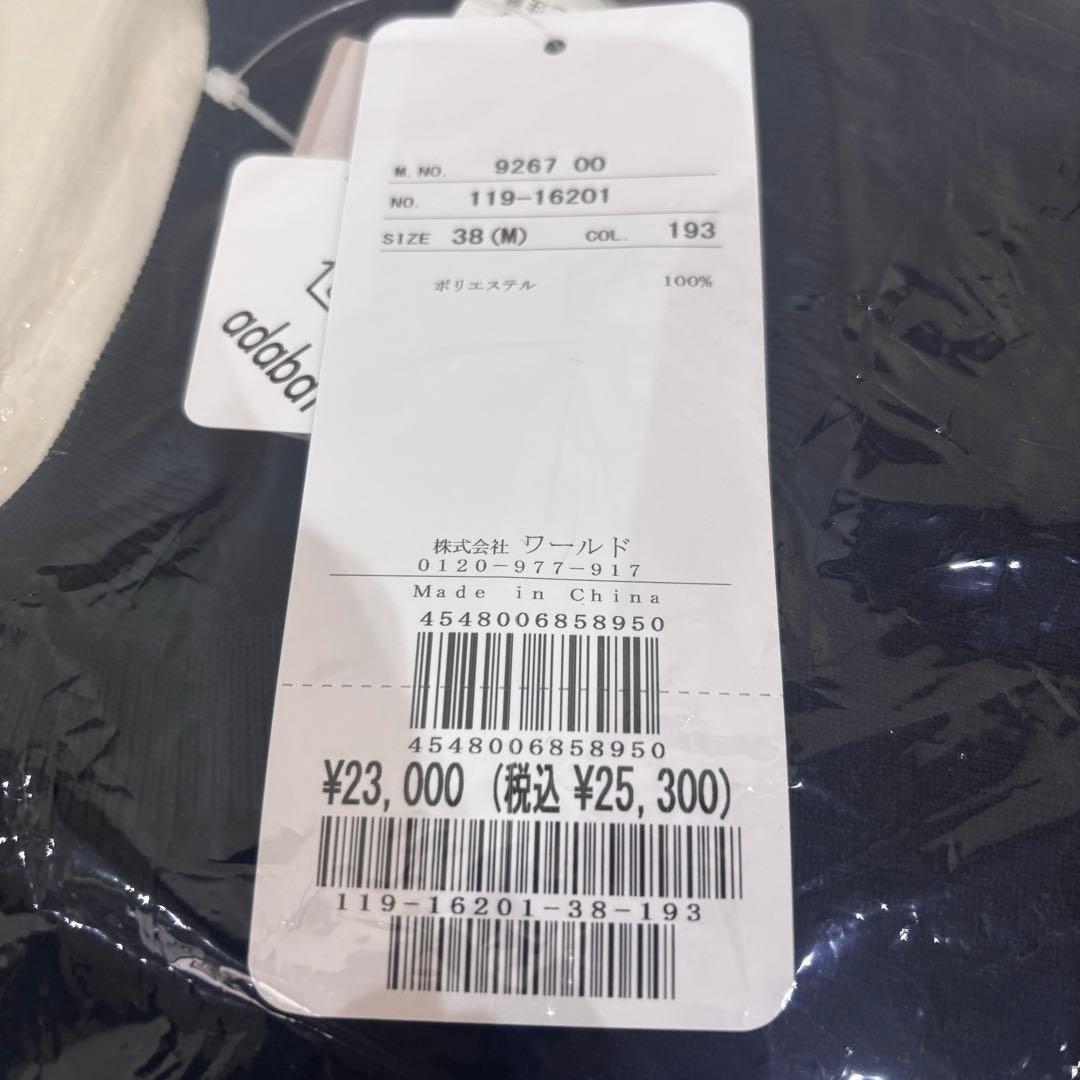 M. NO. 9267 00
NO. 119-16201
SIZE 38(M) COL. 193
ポリエステル 100%
adabat
株式会社 ワールド
0120-977-917
Made in China
4548006858950
4548006858950
¥23,000 (税込 ¥25,300)
119-16201-38-193